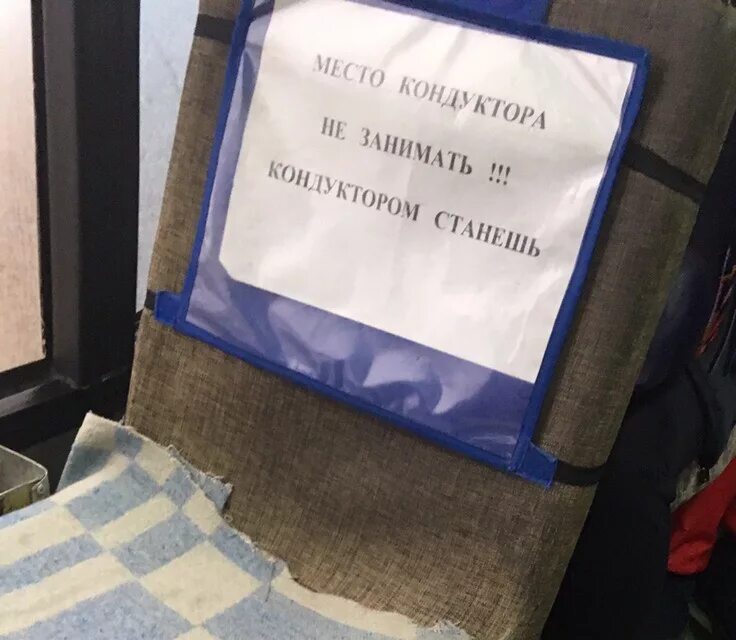 МЕСТО КОНДУКТОРА
НЕ ЗАНИМАТЬ !!!
КОНДУКТОРОМ СТАНЕШЬ